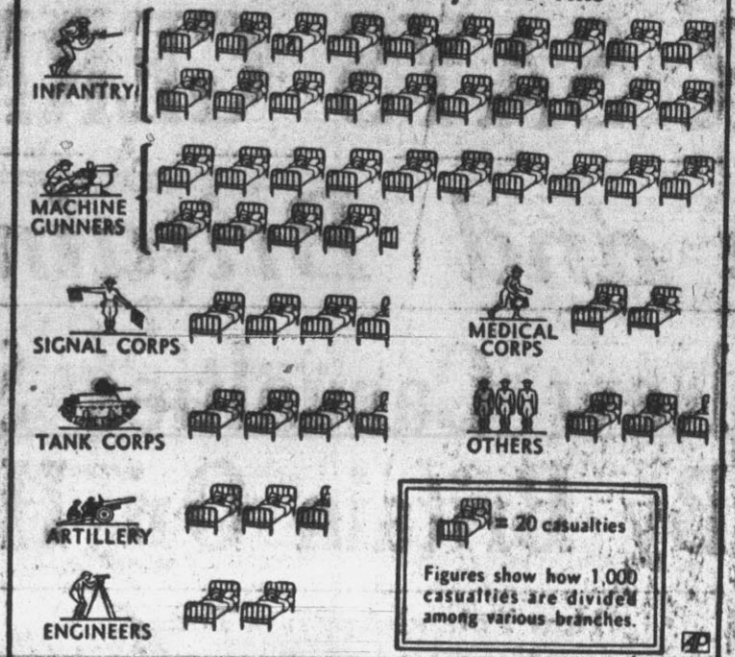 INFANTRY
MACHINE
GUNNERS
SIGNAL CORPS
MEDICAL
CORPS
TANK CORPS
OTHERS
ARTILLERY
ENGINEERS
= 20 casualties
Figures show how 1,000
casualties are divided
among various branches.
AP